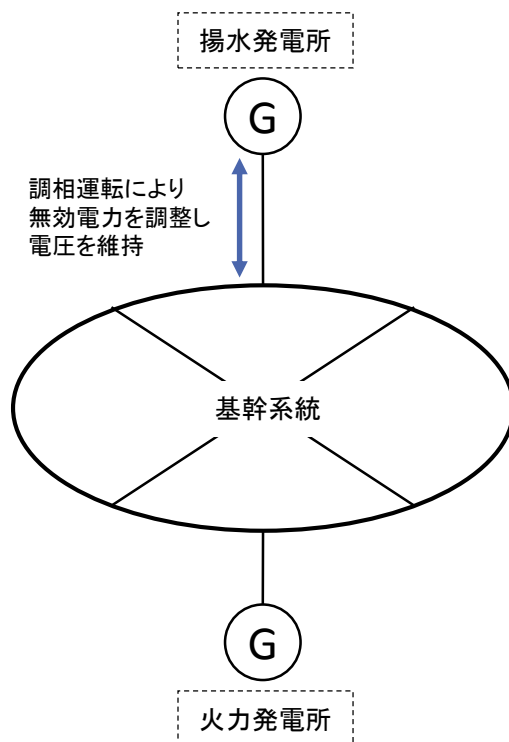 揚水発電所
G
調相運転により
無効電力を調整し
電圧を維持
基幹系統
G
火力発電所